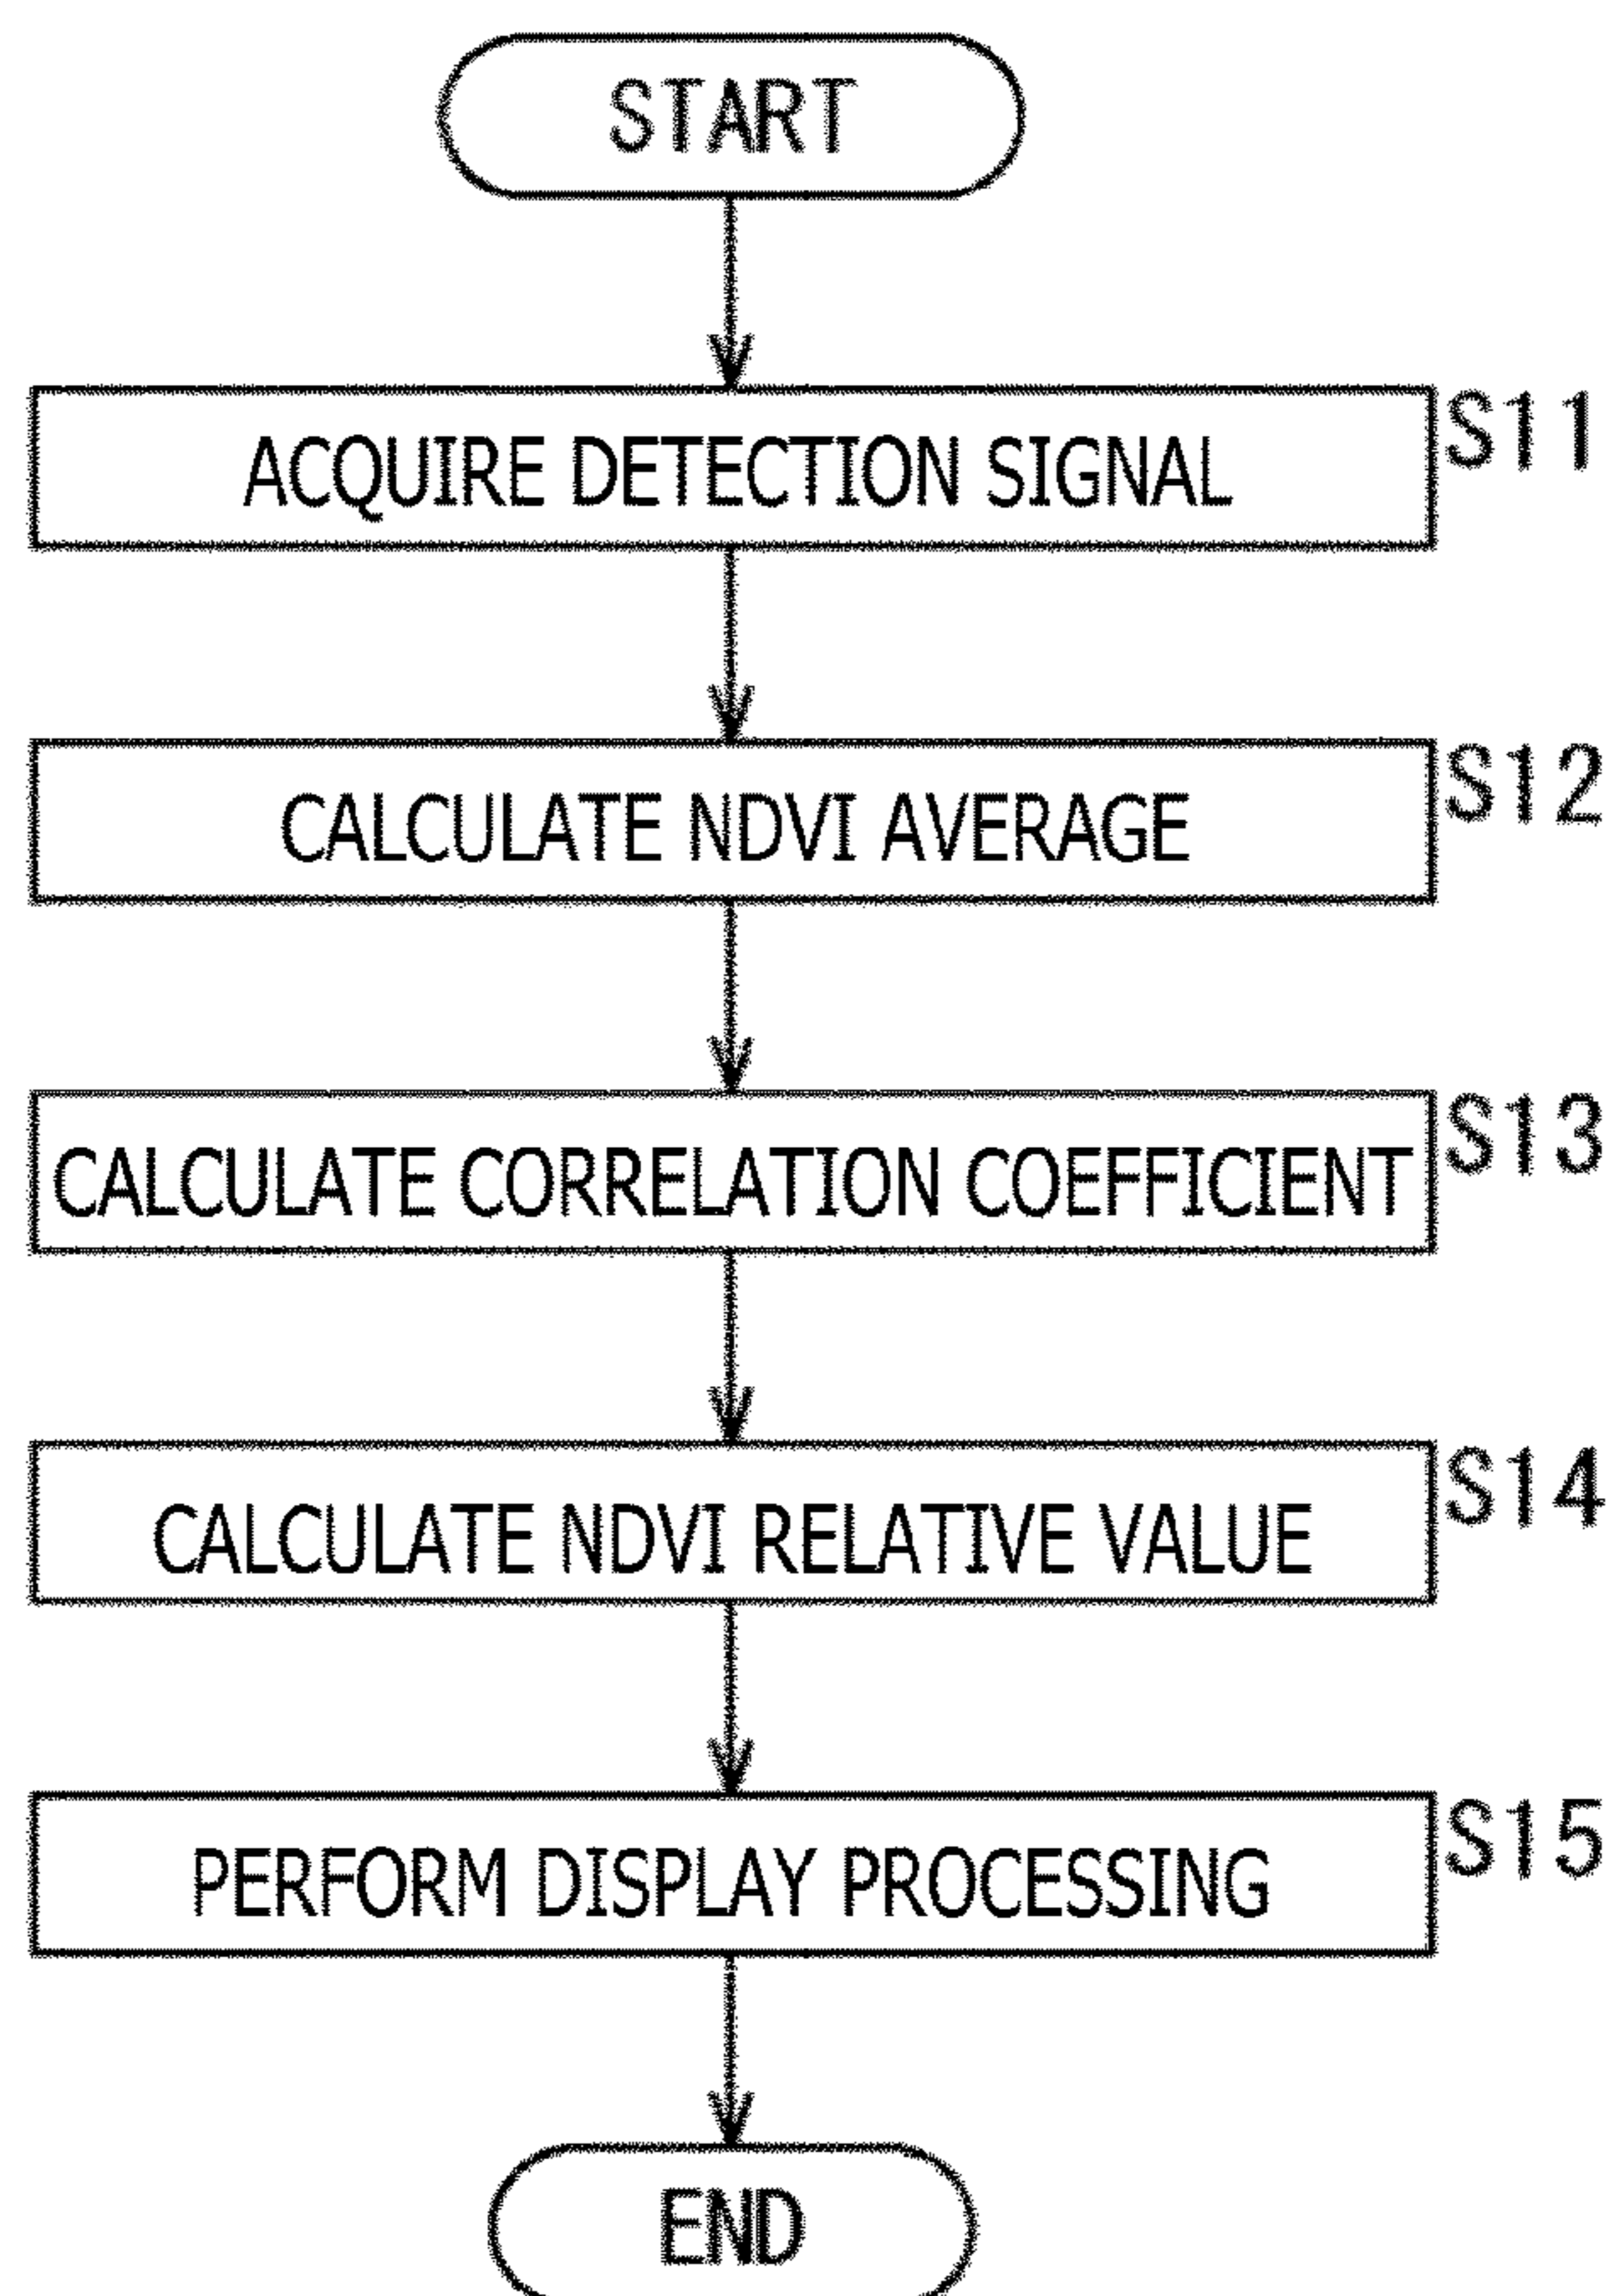 START
ACQUIRE DETECTION SIGNAL S11
CALCULATE NDVI AVERAGE S12
CALCULATE CORRELATION COEFFICIENT S13
CALCULATE NDVI RELATIVE VALUE S14
PERFORM DISPLAY PROCESSING S15
END